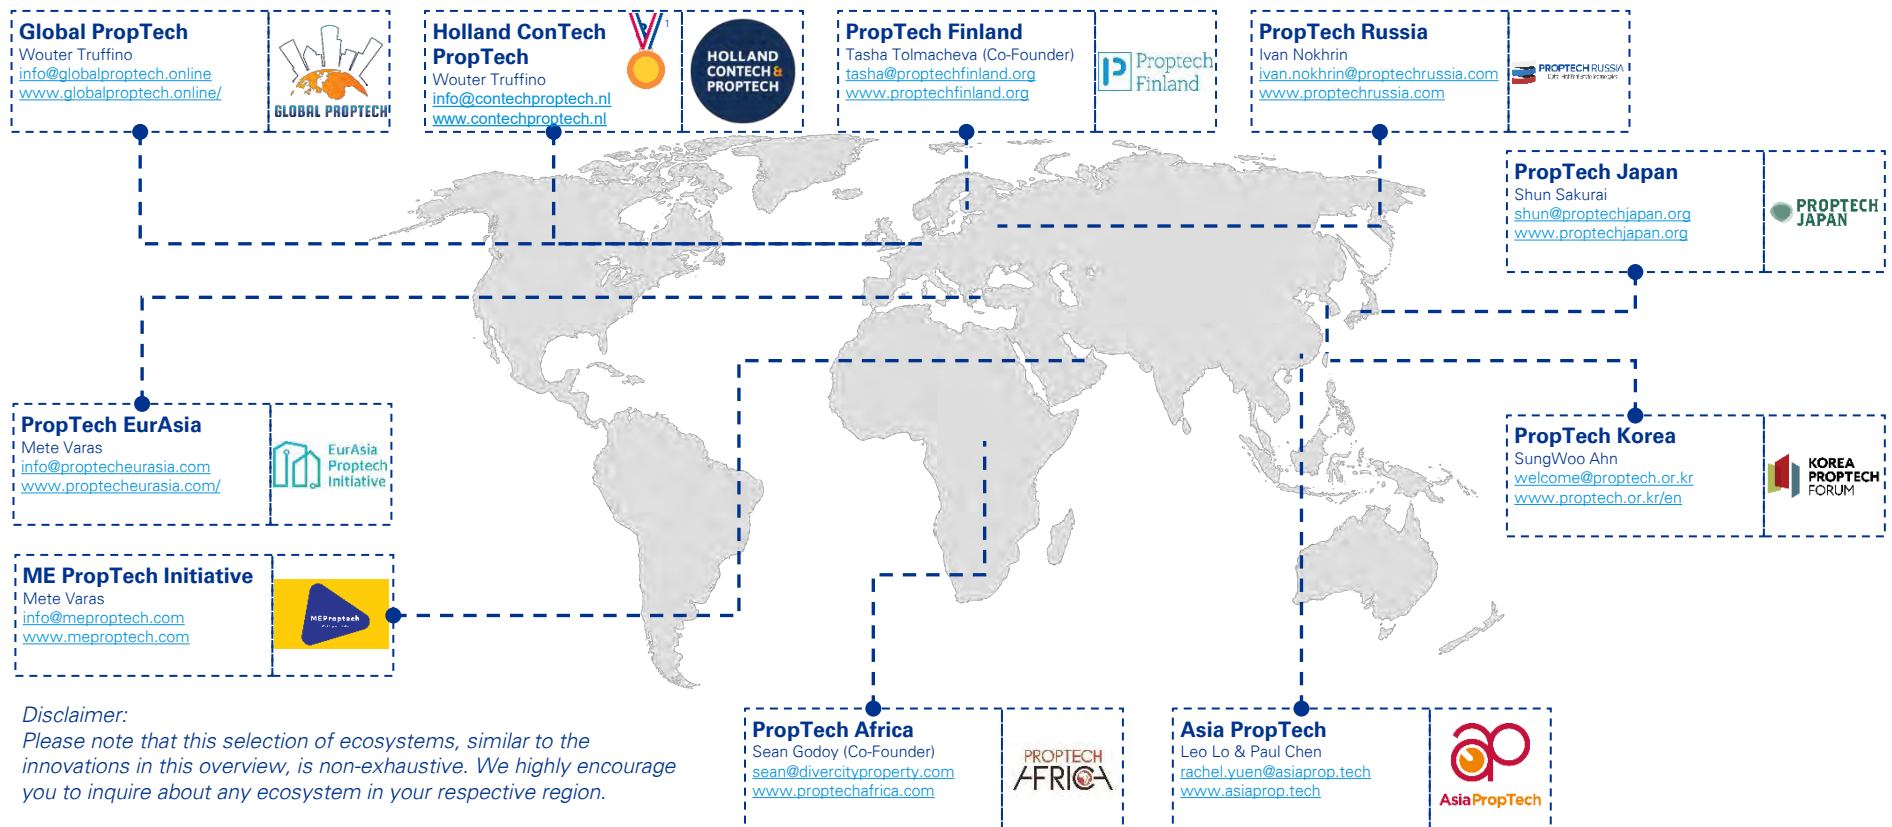 Global PropTech
Wouter Truffino
info@globalproptech.online
www.globalproptech.online/
GLOBAL PROPTECH
Holland ConTech
PropTech
Wouter Truffino
info@contechproptech.nl
www.contechproptech.nl
1
HOLLAND
CONTECH &
PROPTECH
PropTech Finland
Tasha Tolmacheva (Co-Founder)
tasha@proptechfinland.org
www.proptechfinland.org
Proptech
Finland
PropTech Russia
Ivan Nokhrin
ivan.nokhrin@proptechrussia.com
www.proptechrussia.com
PROPTECH RUSSIA
PropTech Japan
Shun Sakurai
shun@proptechjapan.org
www.proptechjapan.org
PROPTECH
JAPAN
PropTech EurAsia
Mete Varas
info@proptecheurasia.com
www.proptecheurasia.com/
EurAsia
Proptech
Initiative
PropTech Korea
SungWoo Ahn
welcome@proptech.or.kr
www.proptech.or.kr/en
KOREA
PROPTECH
FORUM
ME PropTech Initiative
Mete Varas
info@meproptech.com
www.meproptech.com
MEProptech
Disclaimer:
Please note that this selection of ecosystems, similar to the
innovations in this overview, is non-exhaustive. We highly encourage
you to inquire about any ecosystem in your respective region.
PropTech Africa
Sean Godoy (Co-Founder)
sean@divercityproperty.com
www.proptechafrica.com
PROPTECH
AFRICA
Asia PropTech
Leo Lo & Paul Chen
rachel.yuen@asiaprop.tech
www.asiaprop.tech
ap
AsiaPropTech